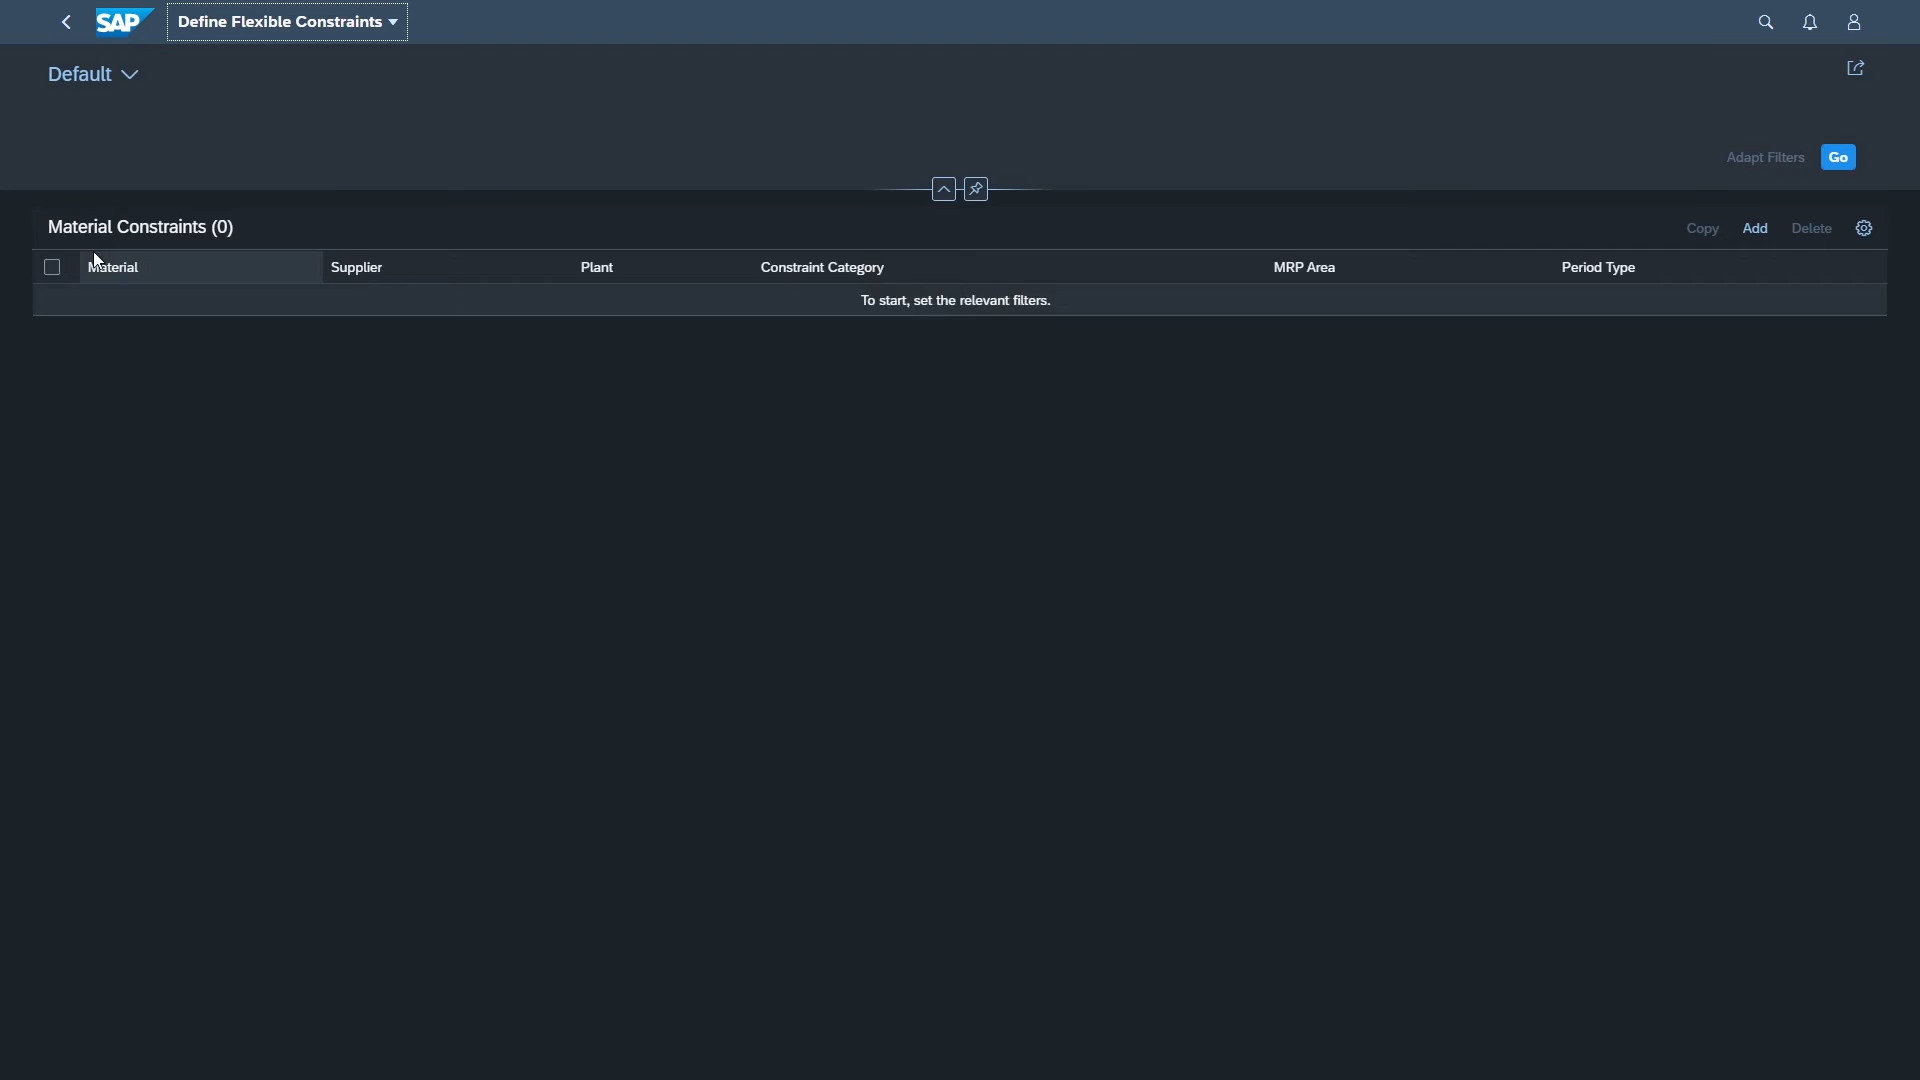 SAP Define Flexible Constraints
Default
Adapt Filters Go
Material Constraints (0) Copy Add Delete
Material Supplier Plant Constraint Category MRP Area Period Type
To start, set the relevant filters.